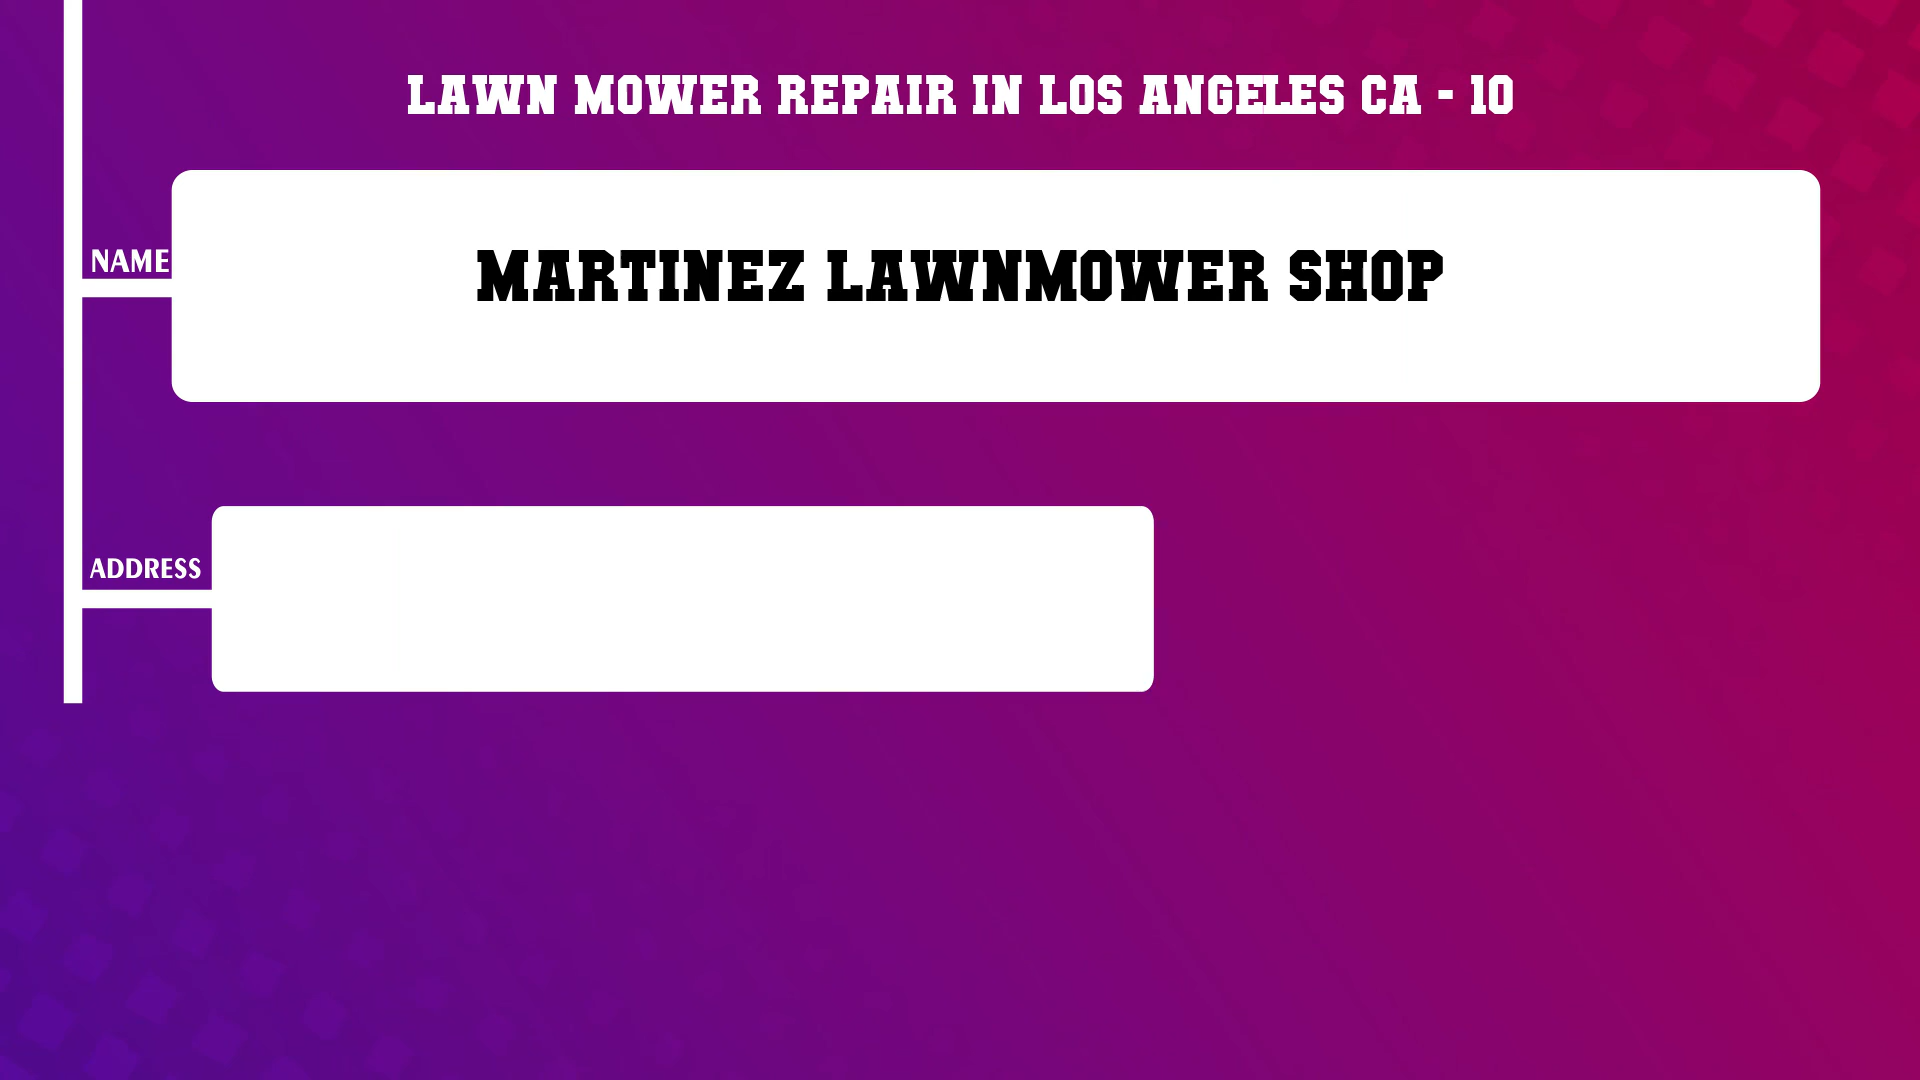 LAWN MOWER REPAIR IN LOS ANGELES CA - 10
NAME
MARTINEZ LAWNMOWER SHOP
ADDRESS